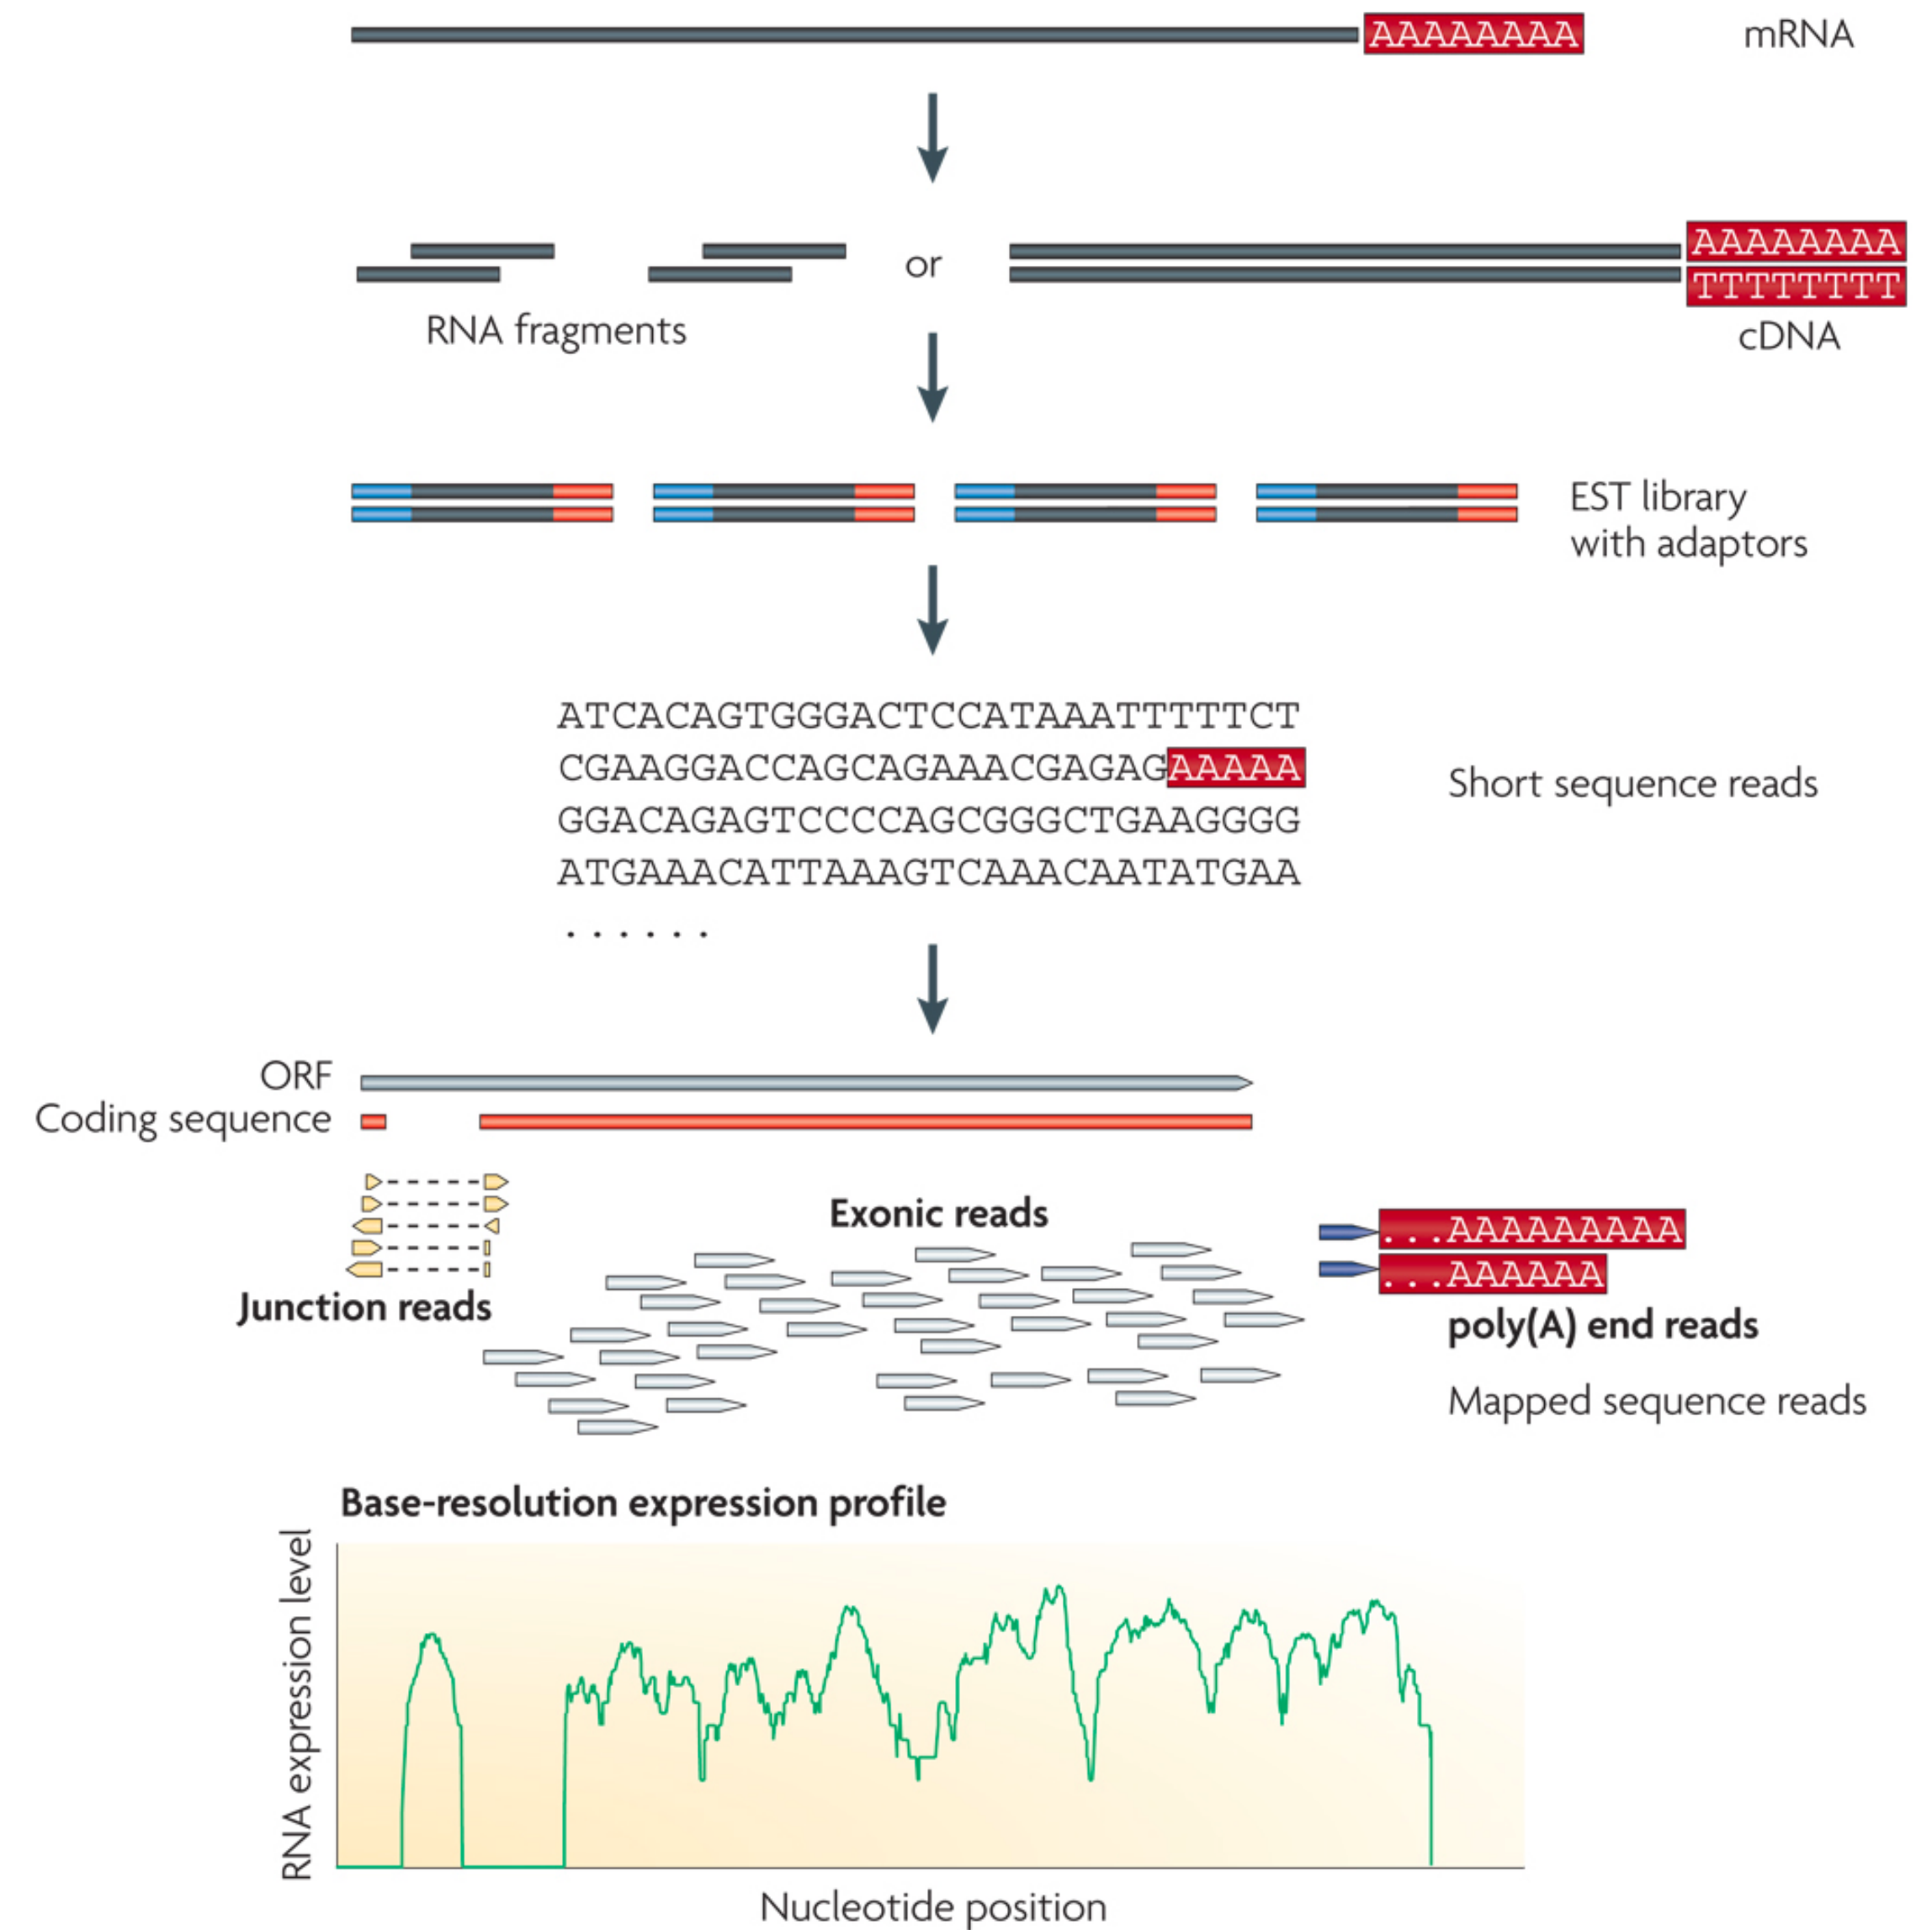 AAAAAAAA mRNA
AAAAAAAA
or
TTTTTTTT
RNA fragments
cDNA
EST library
with adaptors
ATCACAGTGGGACTCCATAAATTTTTCT
CGAAGGACCAGCAGAAACGAGAGAAAAA
Short sequence reads
GGACAGAGTCCCCAGCGGGCTGAAGGGG
ATGAAACATTAAAGTCAAACAATATGAA
. . . . . .
ORF
Coding sequence
Exonic reads
. . .AAAAAAAAA
. . .AAAAAA
Junction reads
poly(A) end reads
Mapped sequence reads
Base-resolution expression profile
RNA expression level
Nucleotide position